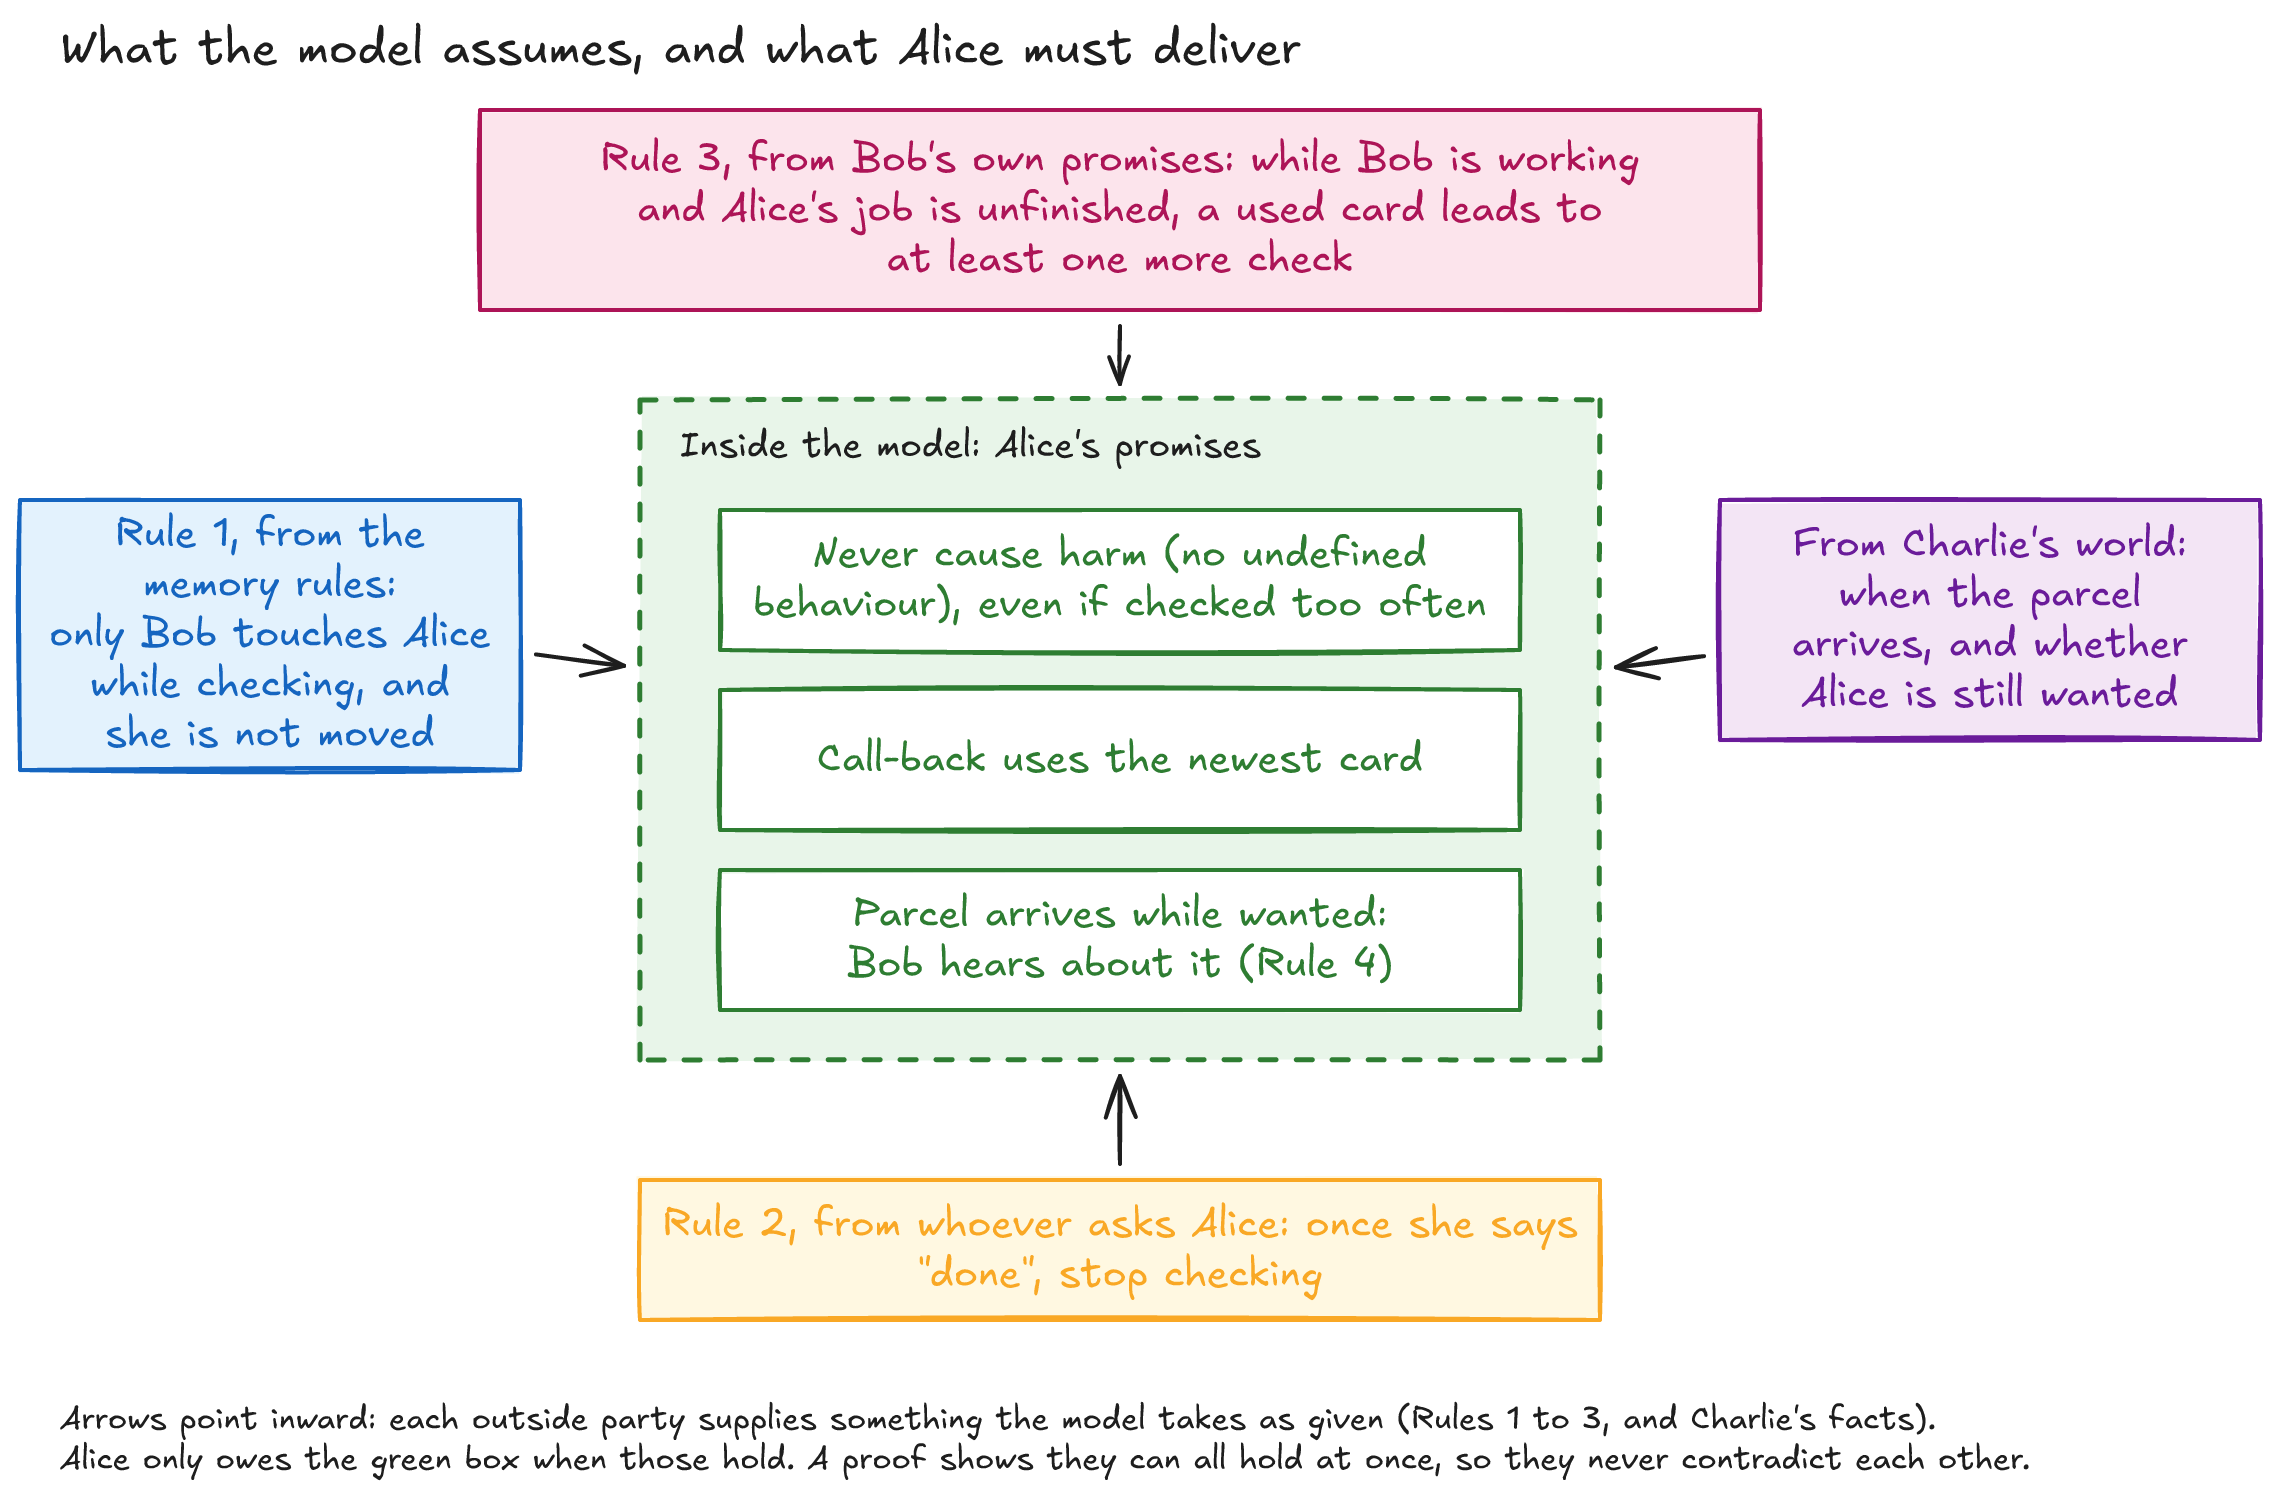 What the model assumes, and what Alice must deliver
Rule 3, from Bob's own promises: while Bob is working
and Alice's job is unfinished, a used card leads to
at least one more check
Inside the model: Alice's promises
Rule 1, from the
memory rules:
only Bob touches Alice
while checking, and
she is not moved
Never cause harm (no undefined
behaviour), even if checked too often
Call-back uses the newest card
Parcel arrives while wanted:
Bob hears about it (Rule 4)
From Charlie's world:
when the parcel
arrives, and whether
Alice is still wanted
Rule 2, from whoever asks Alice: once she says
"done", stop checking
Arrows point inward: each outside party supplies something the model takes as given (Rules 1 to 3, and Charlie's facts).
Alice only owes the green box when those hold. A proof shows they can all hold at once, so they never contradict each other.